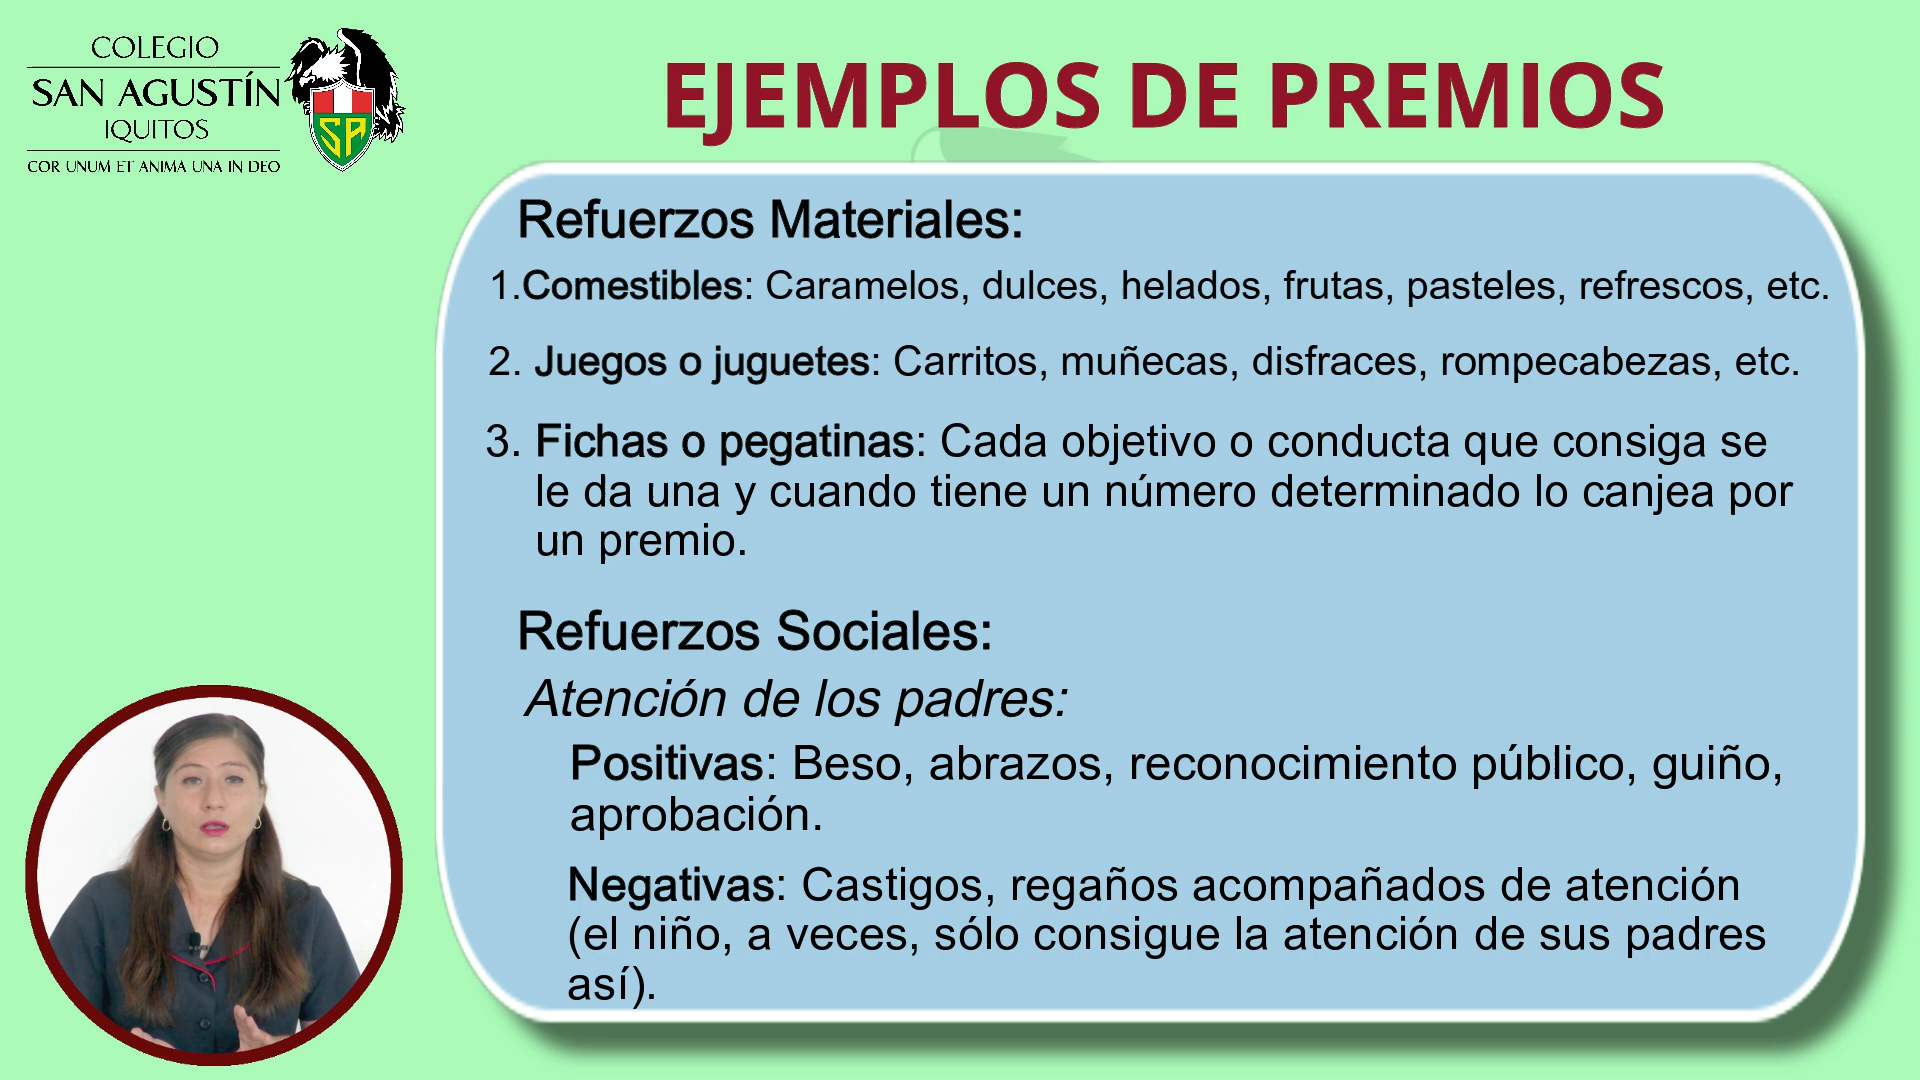 COLEGIO
SAN AGUSTÍN
IQUITOS
COR UNUM ET ANIMA UNA IN DEO
SA
EJEMPLOS DE PREMIOS
Refuerzos Materiales:
1.Comestibles: Caramelos, dulces, helados, frutas, pasteles, refrescos, etc.
2. Juegos o juguetes: Carritos, muñecas, disfraces, rompecabezas, etc.
3. Fichas o pegatinas: Cada objetivo o conducta que consiga se
le da una y cuando tiene un número determinado lo canjea por
un premio.
Refuerzos Sociales:
Atención de los padres:
Positivas: Beso, abrazos, reconocimiento público, guiño,
aprobación.
Negativas: Castigos, regaños acompañados de atención
(el niño, a veces, sólo consigue la atención de sus padres
así).